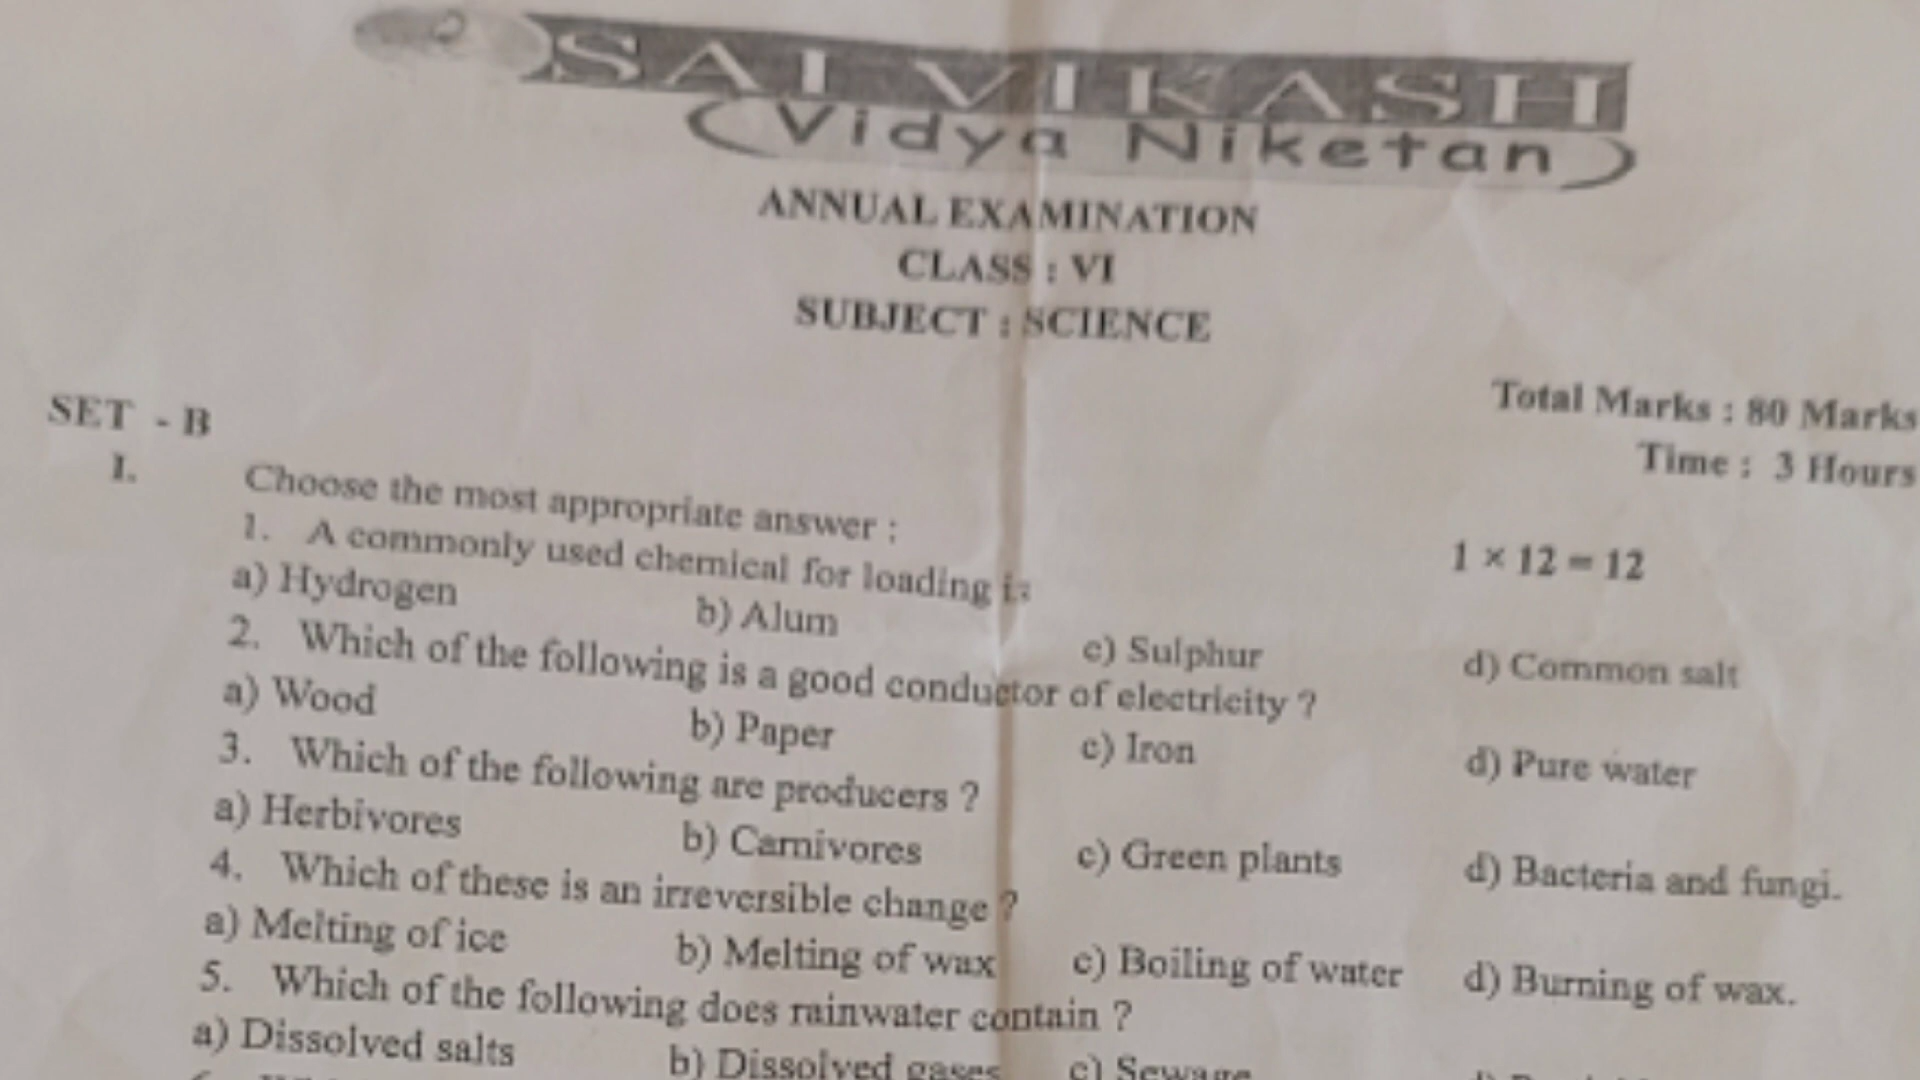 SAI VIKASH
Vidya Niketan
ANNUAL EXAMINATION
CLASS : VI
SUBJECT : SCIENCE
SET - B
Total Marks : 80 Marks
Time : 3 Hours
I. Choose the most appropriate answer :
1 × 12 = 12
1. A commonly used chemical for loading is
a) Hydrogen b) Alum c) Sulphur d) Common salt
2. Which of the following is a good conductor of electricity ?
a) Wood b) Paper c) Iron d) Pure water
3. Which of the following are producers ?
a) Herbivores b) Carnivores c) Green plants d) Bacteria and fungi.
4. Which of these is an irreversible change ?
a) Melting of ice b) Melting of wax c) Boiling of water d) Burning of wax.
5. Which of the following does rainwater contain ?
a) Dissolved salts b) Dissolved gases c) Sewage